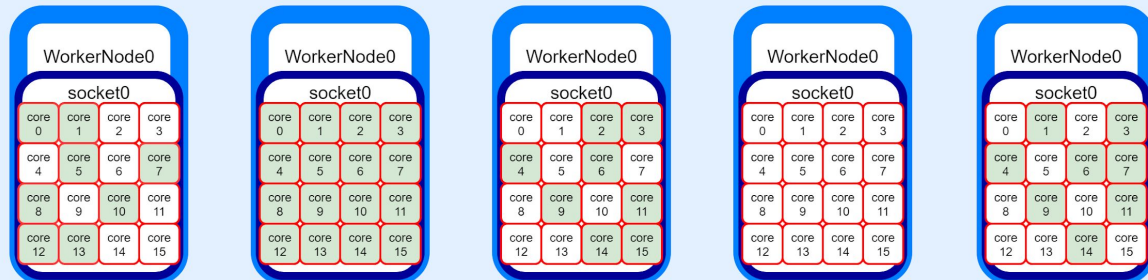 WorkerNode0 WorkerNode0 WorkerNode0 WorkerNode0 WorkerNode0
socket0 socket0 socket0 socket0 socket0
core core core core core core core core core core core core core core core core core core core core
0 1 2 3 0 1 2 3 0 1 2 3 0 1 2 3 0 1 2 3
core core core core core core core core core core core core core core core core core core core core
4 5 6 7 4 5 6 7 4 5 6 7 4 5 6 7 4 5 6 7
core core core core core core core core core core core core core core core core core core core core
8 9 10 11 8 9 10 11 8 9 10 11 8 9 10 11 8 9 10 11
core core core core core core core core core core core core core core core core core core core core
12 13 14 15 12 13 14 15 12 13 14 15 12 13 14 15 12 13 14 15